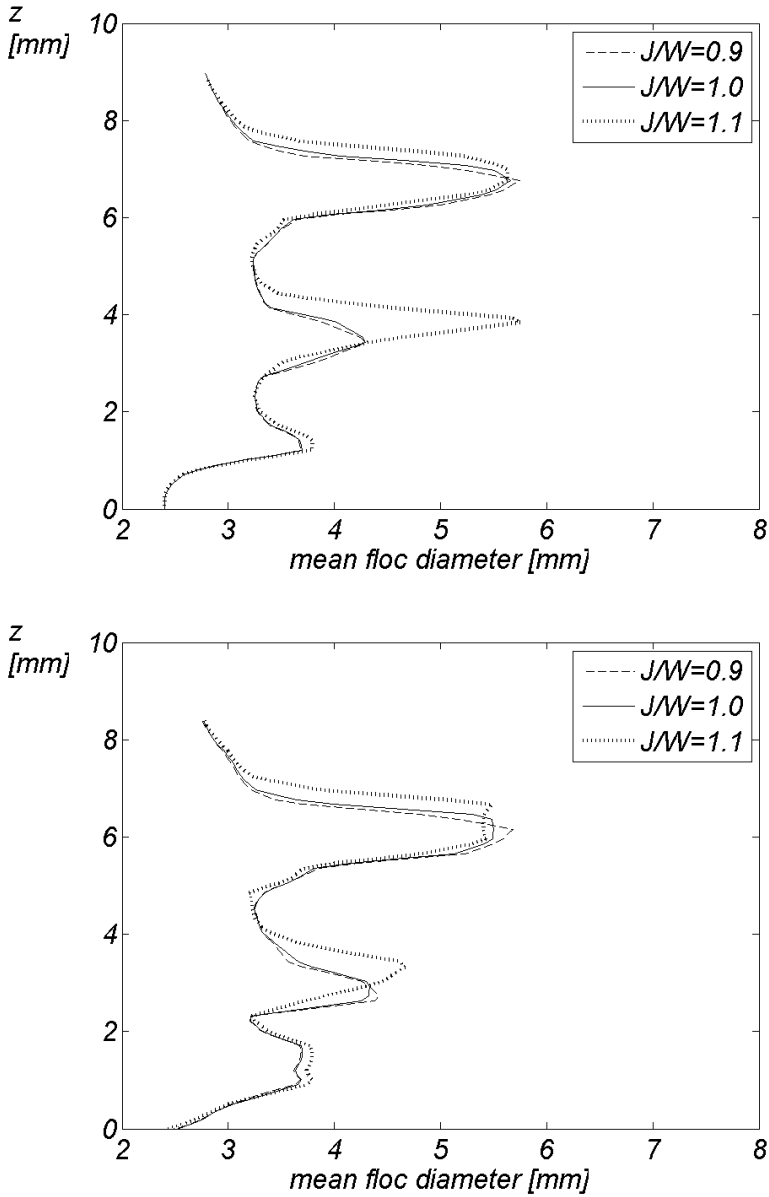 z
[mm]
10
8
6
4
2
0
2 3 4 5 6 7 8
mean floc diameter [mm]
J/W=0.9
J/W=1.0
J/W=1.1
z
[mm]
10
8
6
4
2
0
2 3 4 5 6 7 8
mean floc diameter [mm]
J/W=0.9
J/W=1.0
J/W=1.1